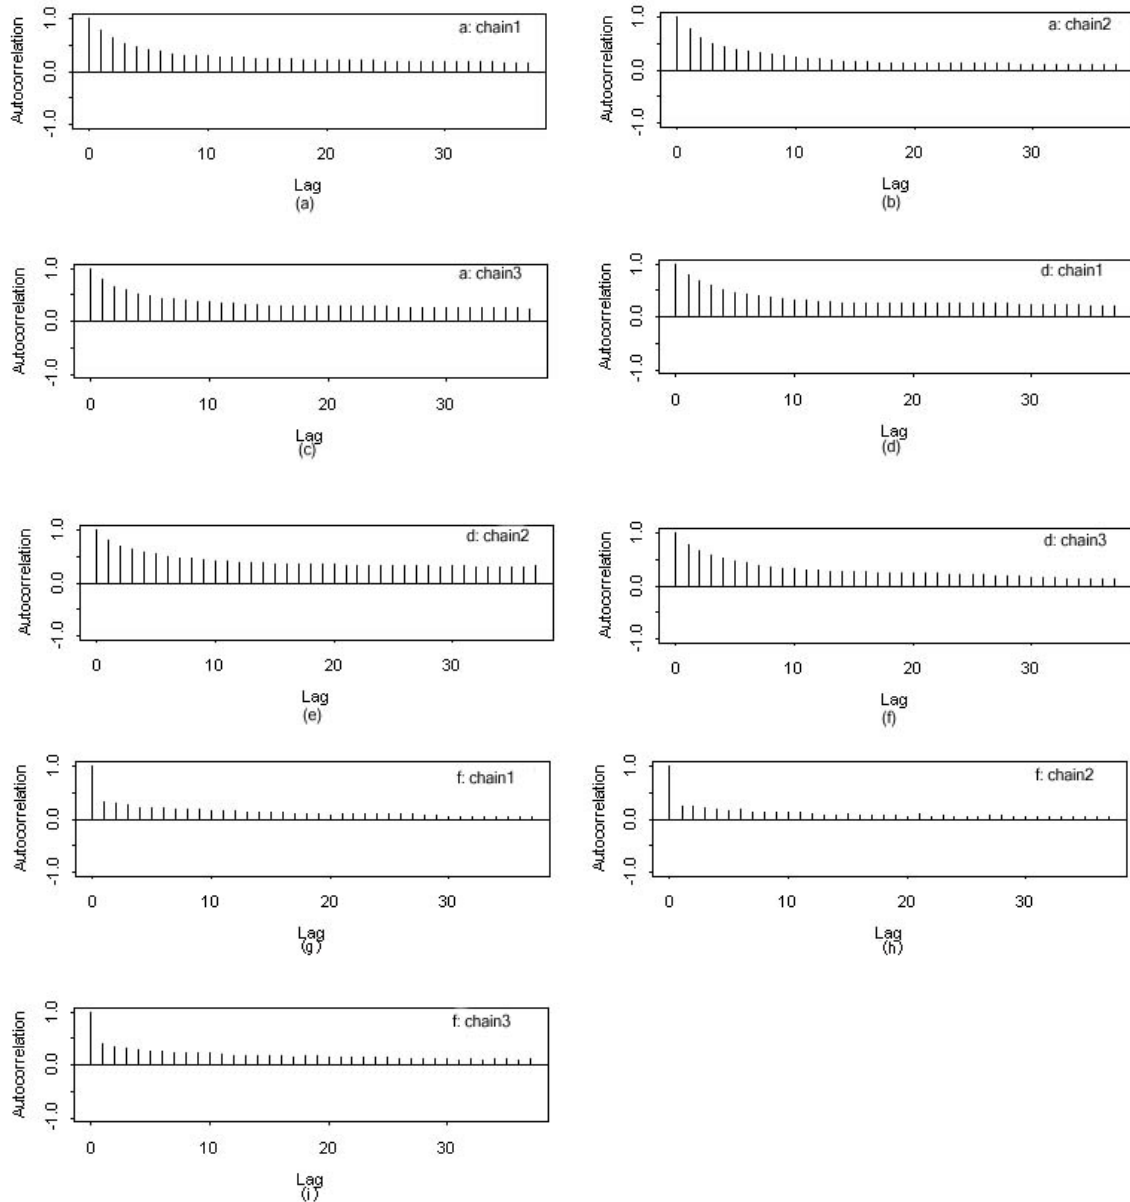 a: chain1
Autocorrelation
1.0
0.0
-1.0
0 10 20 30
Lag
(a)
a: chain2
Autocorrelation
1.0
0.0
-1.0
0 10 20 30
Lag
(b)
a: chain3
Autocorrelation
1.0
0.0
-1.0
0 10 20 30
Lag
(c)
d: chain1
Autocorrelation
1.0
0.0
-1.0
0 10 20 30
Lag
(d)
d: chain2
Autocorrelation
1.0
0.0
-1.0
0 10 20 30
Lag
(e)
d: chain3
Autocorrelation
1.0
0.0
-1.0
0 10 20 30
Lag
(f)
f: chain1
Autocorrelation
1.0
0.0
-1.0
0 10 20 30
Lag
(g)
f: chain2
Autocorrelation
1.0
0.0
-1.0
0 10 20 30
Lag
(h)
f: chain3
Autocorrelation
1.0
0.0
-1.0
0 10 20 30
Lag
(i)